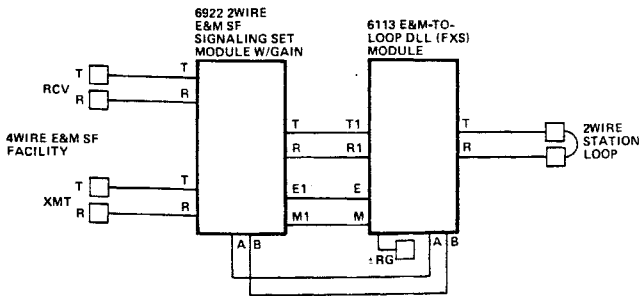 6922 2WIRE
E&M SF
SIGNALING SET
MODULE W/GAIN
6113 E&M-TO-
LOOP DLL (FXS)
MODULE
T
T
RCV
R
R
4WIRE E&M SF
FACILITY
T
T
XMT
R
R
T
T1
R
R1
E1
E
M1
M
T
R
2WIRE
STATION
LOOP
A
B
±RG
A
B